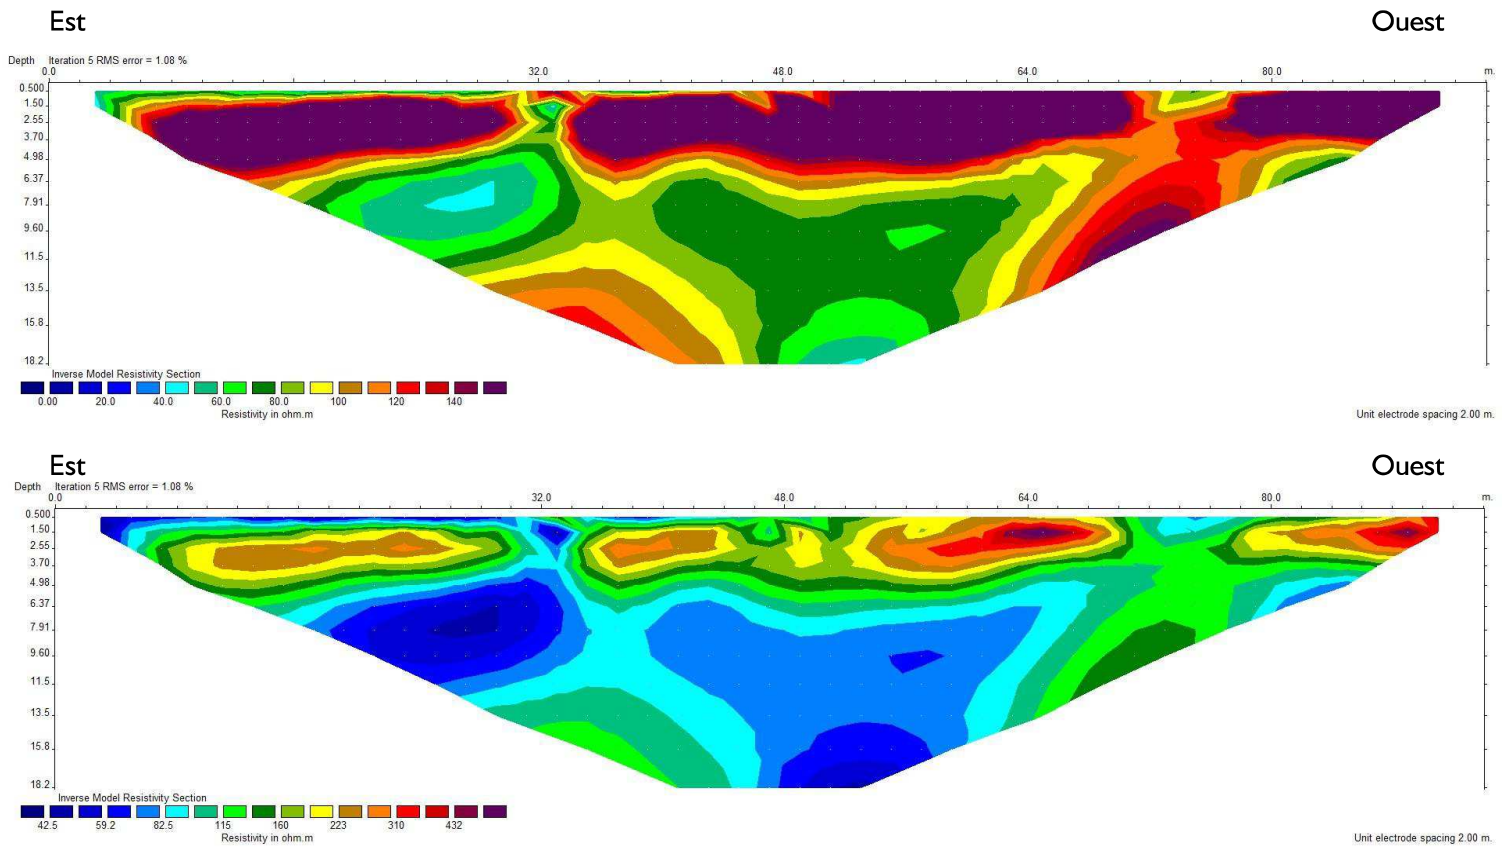 Est Ouest
Depth Iteration 5 RMS error = 1.08 %
0.0 32.0 48.0 64.0 80.0 m.
0.500
1.50
2.55
3.70
4.98
6.37
7.91
9.60
11.5
13.5
15.8
18.2
Inverse Model Resistivity Section
0.00 20.0 40.0 60.0 80.0 100 120 140
Resistivity in ohm.m Unit electrode spacing 2.00 m.
Est Ouest
Depth Iteration 5 RMS error = 1.08 %
0.0 32.0 48.0 64.0 80.0 m.
0.500
1.50
2.55
3.70
4.98
6.37
7.91
9.60
11.5
13.5
15.8
18.2
Inverse Model Resistivity Section
42.5 59.2 82.5 115 160 223 310 432
Resistivity in ohm.m Unit electrode spacing 2.00 m.